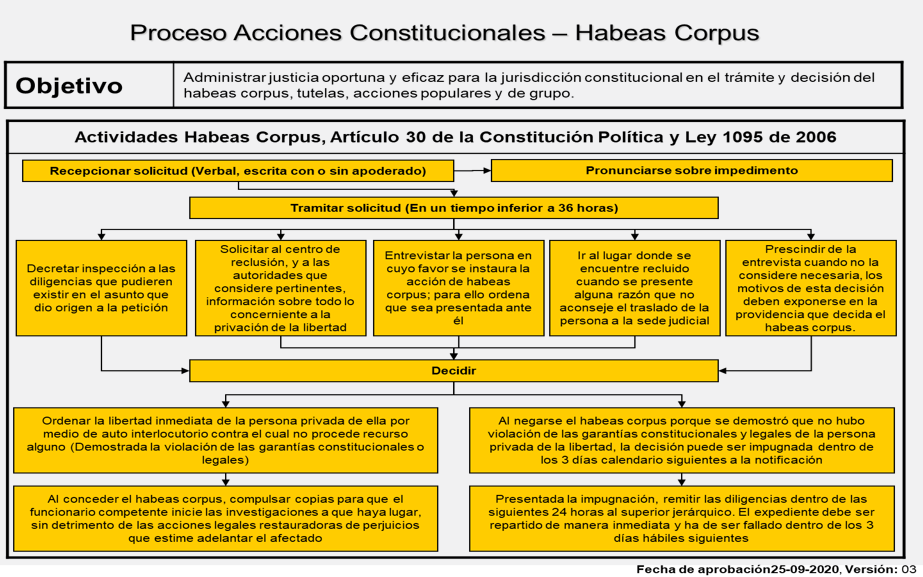 Proceso Acciones Constitucionales – Habeas Corpus
Objetivo
Administrar justicia oportuna y eficaz para la jurisdicción constitucional en el trámite y decisión del
habeas corpus, tutelas, acciones populares y de grupo.
Actividades Habeas Corpus, Artículo 30 de la Constitución Política y Ley 1095 de 2006
Recepcionar solicitud (Verbal, escrita con o sin apoderado)
Pronunciarse sobre impedimento
Tramitar solicitud (En un tiempo inferior a 36 horas)
Decretar inspección a las
diligencias que pudieren
existir en el asunto que
dio origen a la petición
Solicitar al centro de
reclusión, y a las
autoridades que
considere pertinentes,
información sobre todo lo
concerniente a la
privación de la libertad
Entrevistar la persona en
cuyo favor se instaura la
acción de habeas
corpus; para ello ordena
que sea presentada ante
él
Ir al lugar donde se
encuentre recluido
cuando se presente
alguna razón que no
aconseje el traslado de la
persona a la sede judicial
Prescindir de la
entrevista cuando no la
considere necesaria, los
motivos de esta decisión
deben exponerse en la
providencia que decida el
habeas corpus.
Decidir
Ordenar la libertad inmediata de la persona privada de ella por
medio de auto interlocutorio contra el cual no procede recurso
alguno (Demostrada la violación de las garantías constitucionales o
legales)
Al negarse el habeas corpus porque se demostró que no hubo
violación de las garantías constitucionales y legales de la persona
privada de la libertad, la decisión puede ser impugnada dentro de
los 3 días calendario siguientes a la notificación
Al conceder el habeas corpus, compulsar copias para que el
funcionario competente inicie las investigaciones a que haya lugar,
sin detrimento de las acciones legales restauradoras de perjuicios
que estime adelantar el afectado
Presentada la impugnación, remitir las diligencias dentro de las
siguientes 24 horas al superior jerárquico. El expediente debe ser
repartido de manera inmediata y ha de ser fallado dentro de los 3
días hábiles siguientes
Fecha de aprobación25-09-2020, Versión: 03